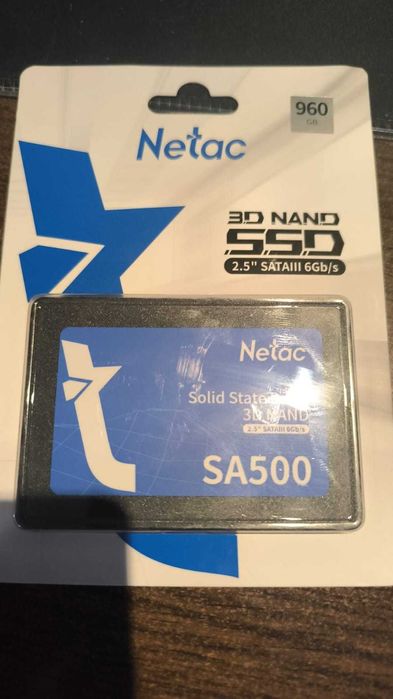 960
GB
Netac
3D NAND
SSD
2.5" SATAIII 6Gb/s
Netac
Solid State
3D NAND
2.5" SATAIII 6Gb/s
SA500